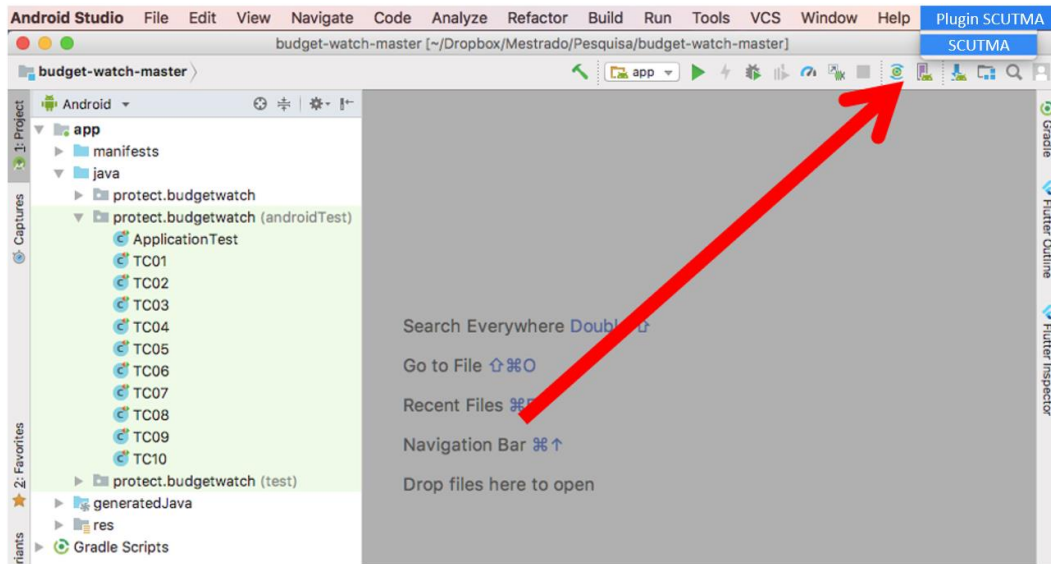 Android Studio File Edit View Navigate Code Analyze Refactor Build Run Tools VCS Window Help Plugin SCUTMA
SCUTMA
budget-watch-master [~/Dropbox/Mestrado/Pesquisa/budget-watch-master]
budget-watch-master
app
1: Project
Captures
2: Favorites
Android
app
manifests
java
protect.budgetwatch
protect.budgetwatch (androidTest)
ApplicationTest
TC01
TC02
TC03
TC04
TC05
TC06
TC07
TC08
TC09
TC10
protect.budgetwatch (test)
generatedJava
res
Gradle Scripts
Search Everywhere Double ⇧
Go to File ⇧⌘O
Recent Files ⌘
Navigation Bar ⌘↑
Drop files here to open
Gradle
Flutter Outline
Flutter Inspector